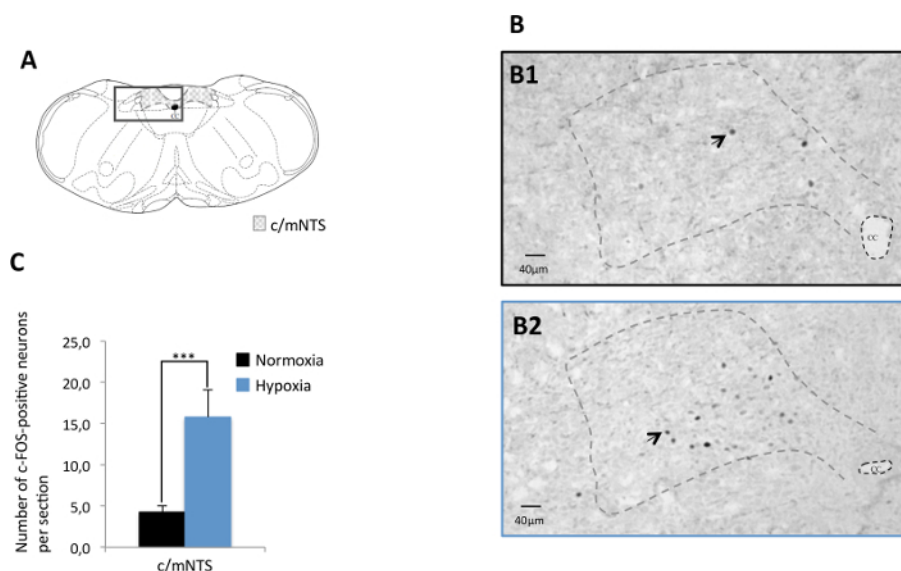 A
cc
c/mNTS
B
B1
cc
40µm
B2
cc
40µm
C
Number of c-FOS-positive neurons
per section
25,0
20,0
15,0
10,0
5,0
0,0
***
Normoxia
Hypoxia
c/mNTS